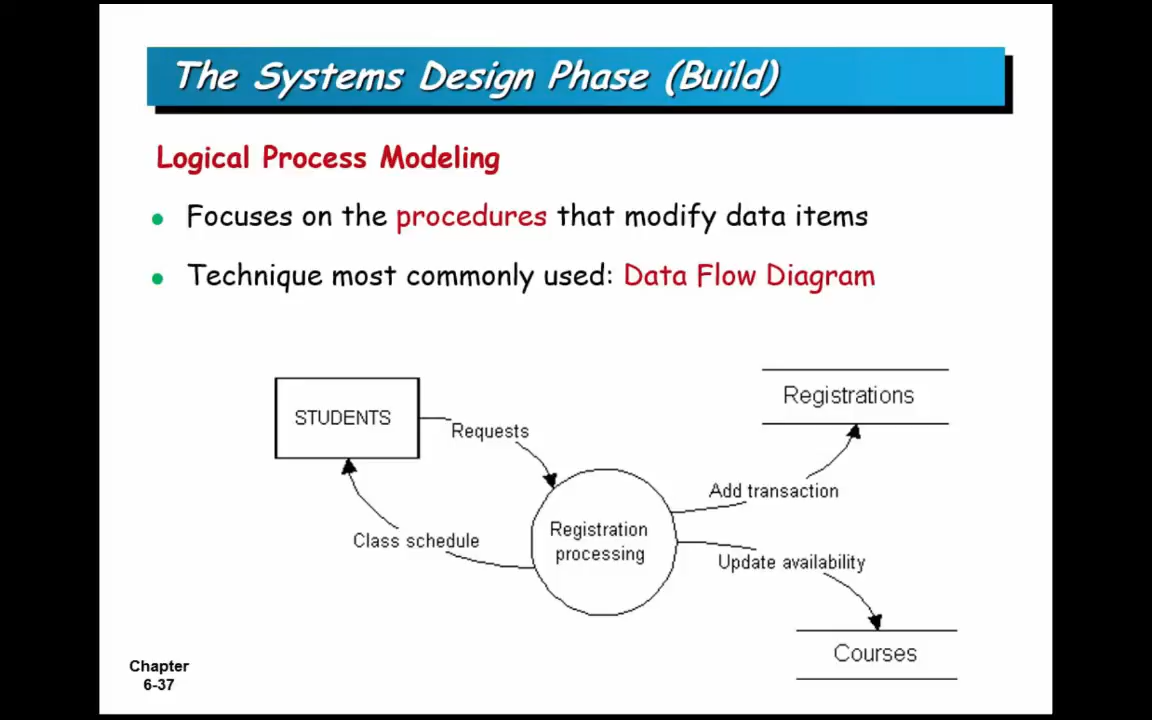 The Systems Design Phase (Build)
Logical Process Modeling
Focuses on the procedures that modify data items
Technique most commonly used: Data Flow Diagram
STUDENTS
Requests
Registrations
Add transaction
Registration
processing
Class schedule
Update availability
Courses
Chapter
6-37